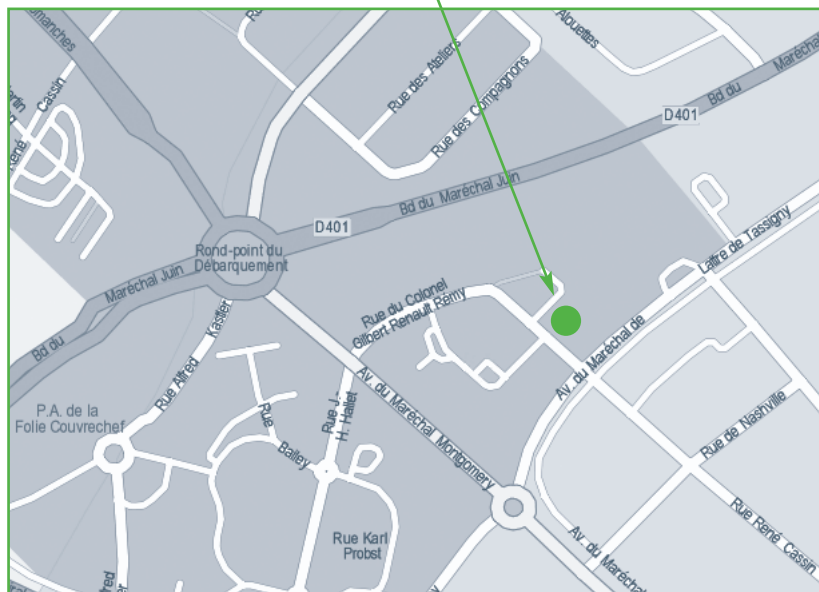 Cassin
René
Rue des Ateliers
Rue des Compagnons
Alouettes
Bd du Maréchal
D401
Bd du Maréchal Juin
D401
Rond-point du
Débarquement
Maréchal Juin
Bd du
Lattre de Tassigny
Av. du Maréchal de
Rue du Colonel
Gilbert Renault Rémy
Kastler
Rue Alfred
P.A. de la
Folie Couvrechef
Rue
Bailey
Rue J.
H. Hallet
Av. du Maréchal Montgomery
Rue Karl
Probst
Rue de Nashville
Rue René Cassin
Av. du Maréchal